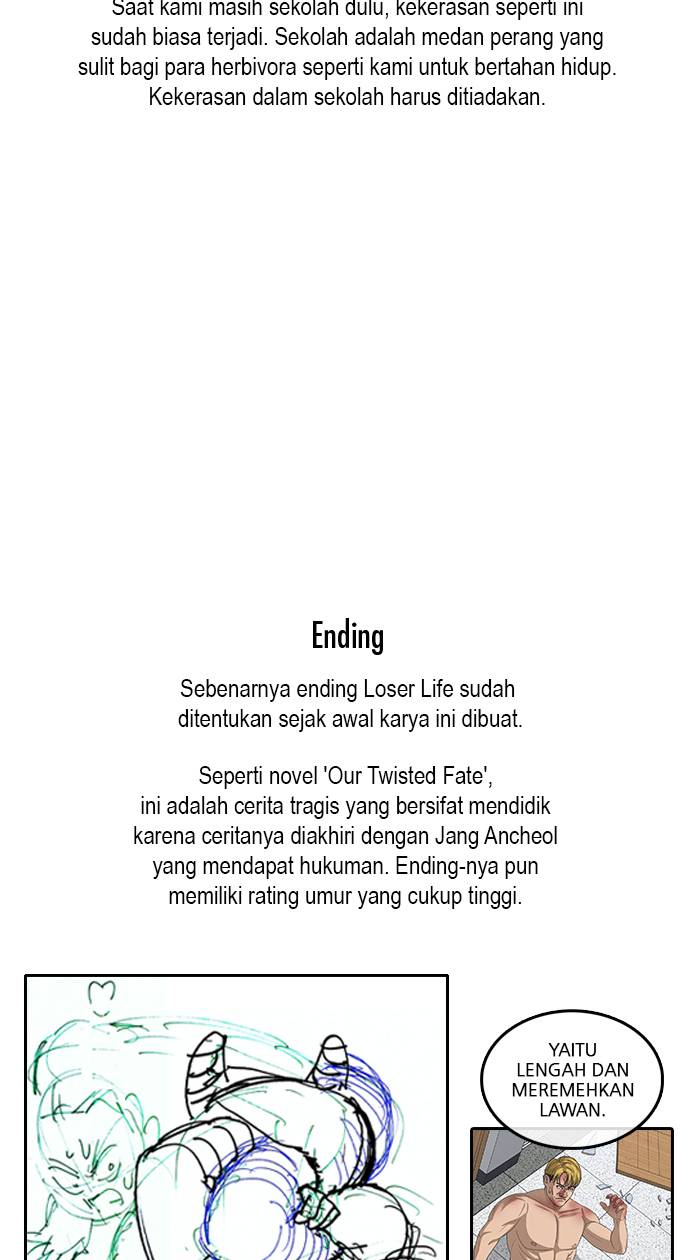 Saat kami masih sekolah dulu, kekerasan seperti ini
sudah biasa terjadi. Sekolah adalah medan perang yang
sulit bagi para herbivora seperti kami untuk bertahan hidup.
Kekerasan dalam sekolah harus ditiadakan.
Ending
Sebenarnya ending Loser Life sudah
ditentukan sejak awal karya ini dibuat.
Seperti novel 'Our Twisted Fate',
ini adalah cerita tragis yang bersifat mendidik
karena ceritanya diakhiri dengan Jang Ancheol
yang mendapat hukuman. Ending-nya pun
memiliki rating umur yang cukup tinggi.
YAITU
LENGAH DAN
MEREMEHKAN
LAWAN.